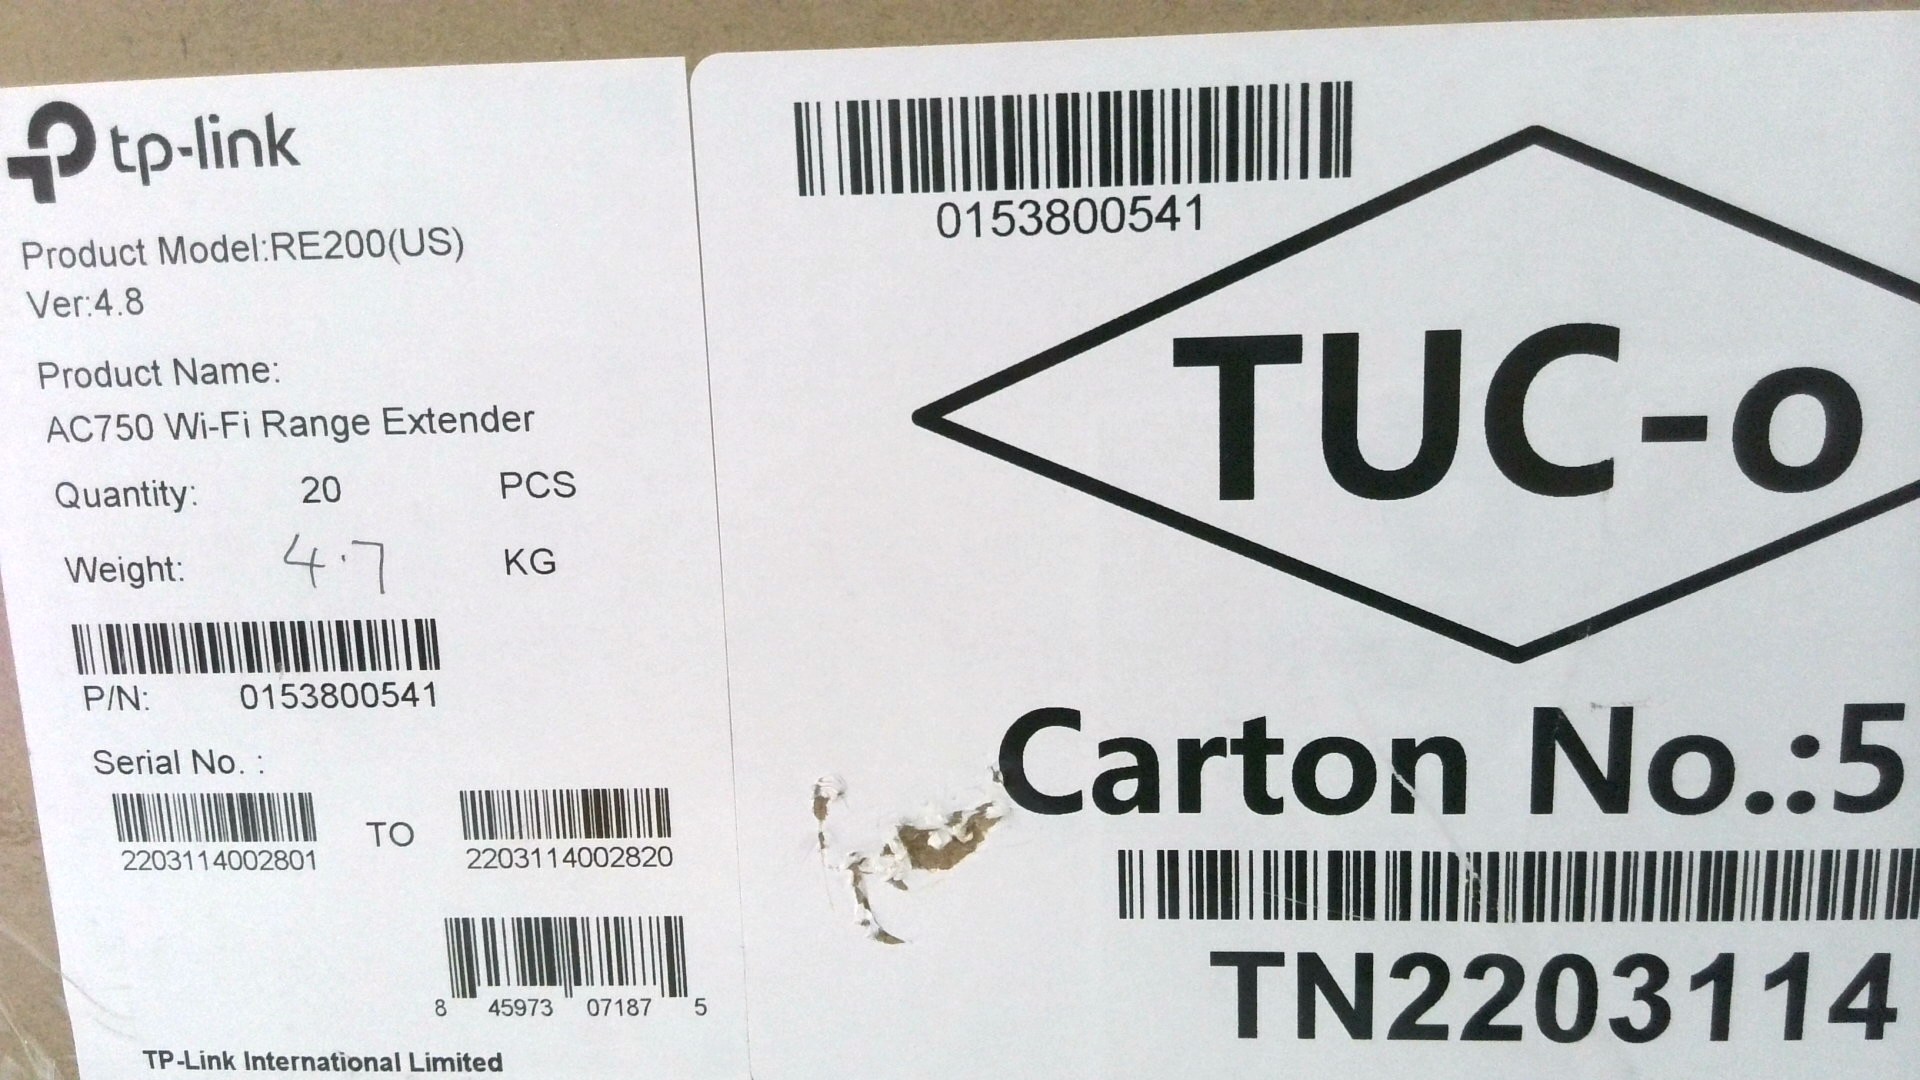 tp-link
Product Model:RE200(US)
Ver:4.8
Product Name:
AC750 Wi-Fi Range Extender
Quantity: 20 PCS
Weight: 4.7 KG
P/N: 0153800541
Serial No. :
2203114002801 TO 2203114002820
8 45973 07187 5
TP-Link International Limited
0153800541
TUC-o
Carton No.:5
TN2203114